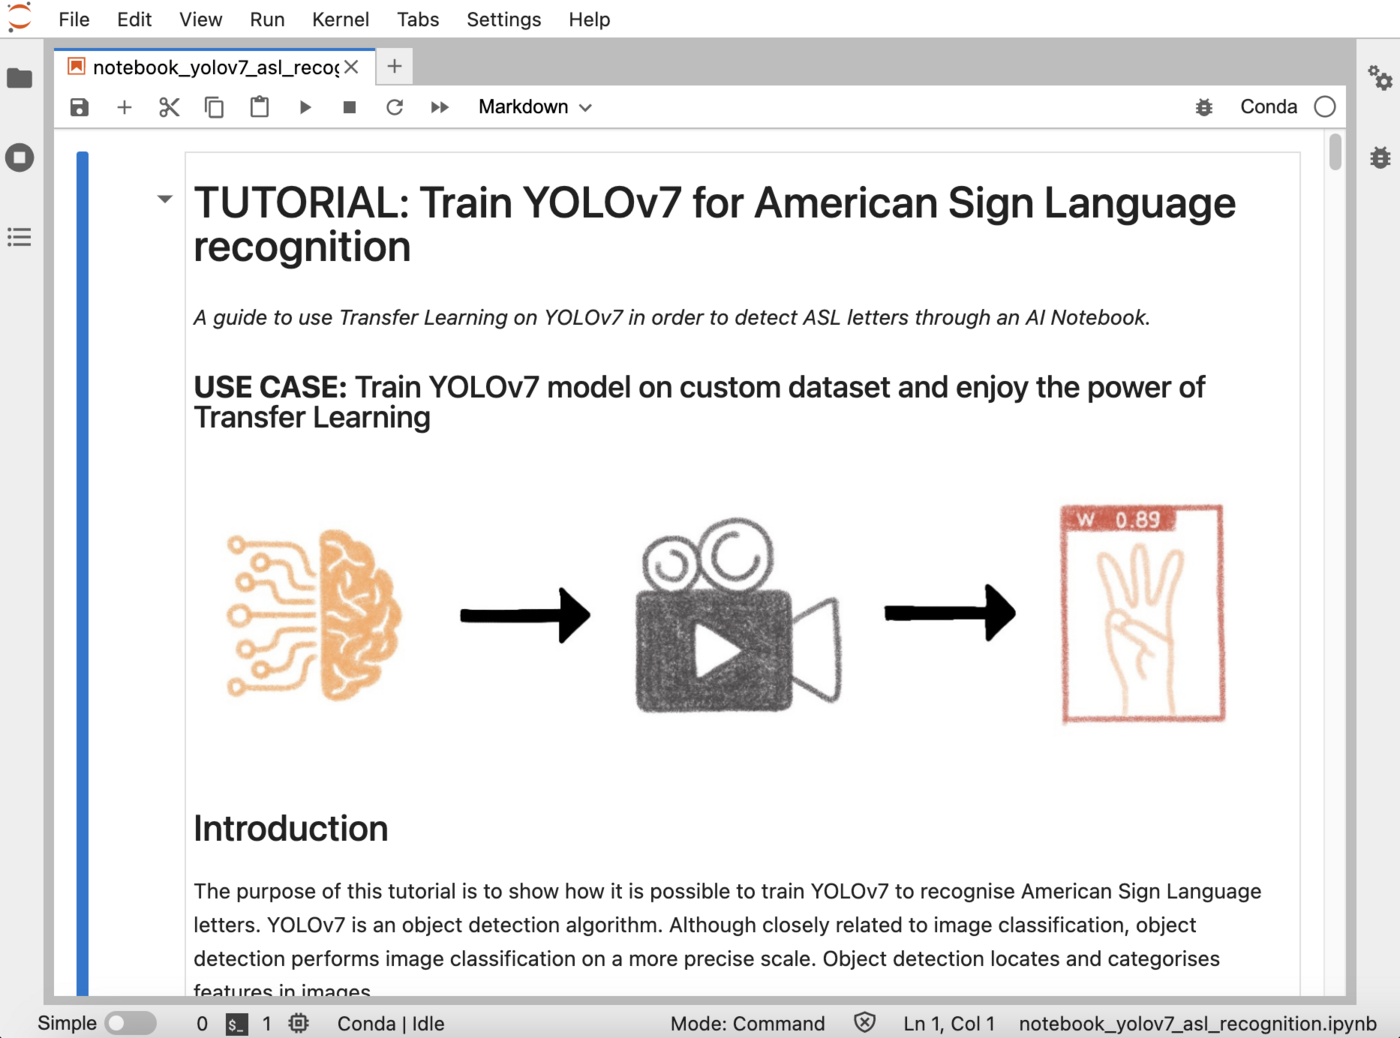 File Edit View Run Kernel Tabs Settings Help
notebook_yolov7_asl_recog
Markdown
Conda
TUTORIAL: Train YOLOv7 for American Sign Language
recognition
A guide to use Transfer Learning on YOLOv7 in order to detect ASL letters through an AI Notebook.
USE CASE: Train YOLOv7 model on custom dataset and enjoy the power of
Transfer Learning
W 0.89
Introduction
The purpose of this tutorial is to show how it is possible to train YOLOv7 to recognise American Sign Language
letters. YOLOv7 is an object detection algorithm. Although closely related to image classification, object
detection performs image classification on a more precise scale. Object detection locates and categorises
features in images
Simple 0 $_ 1 Conda | Idle Mode: Command Ln 1, Col 1 notebook_yolov7_asl_recognition.ipynb